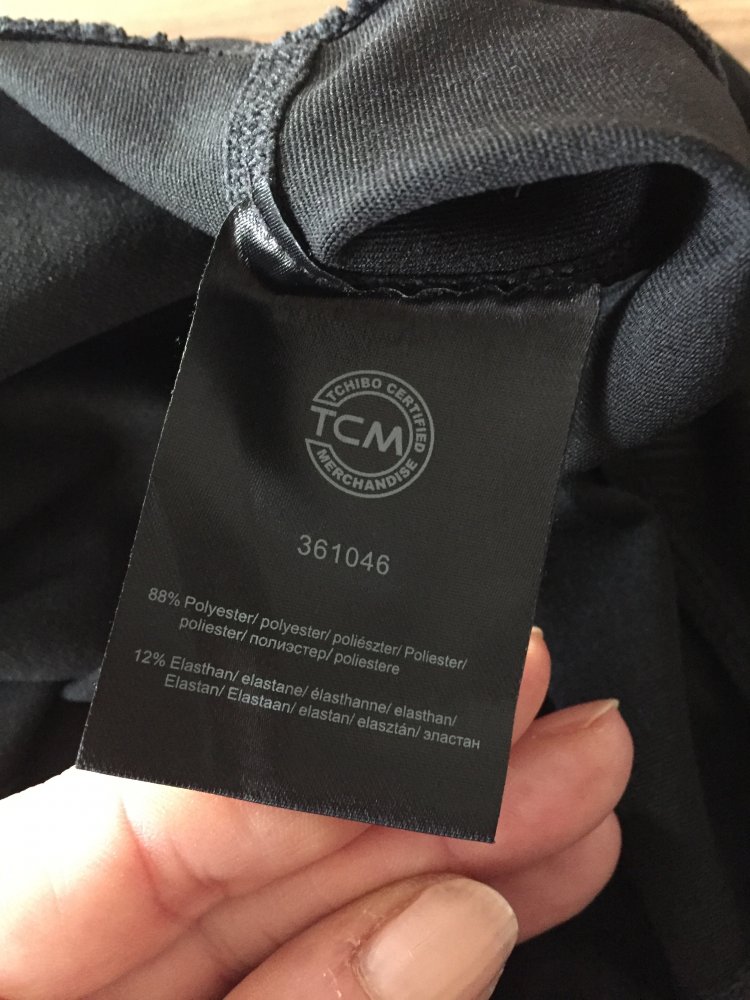 TCHIBO CERTIFIED
TCM
MERCHANDISE
361046
88% Polyester/ polyester/ poliészter/ Poliester/
poliester/ полиэстер/ poliestere
12% Elasthan/ elastane/ élasthanne/ elasthan/
Elastan/ Elastaan/ elastan/ elasztán/ эластан